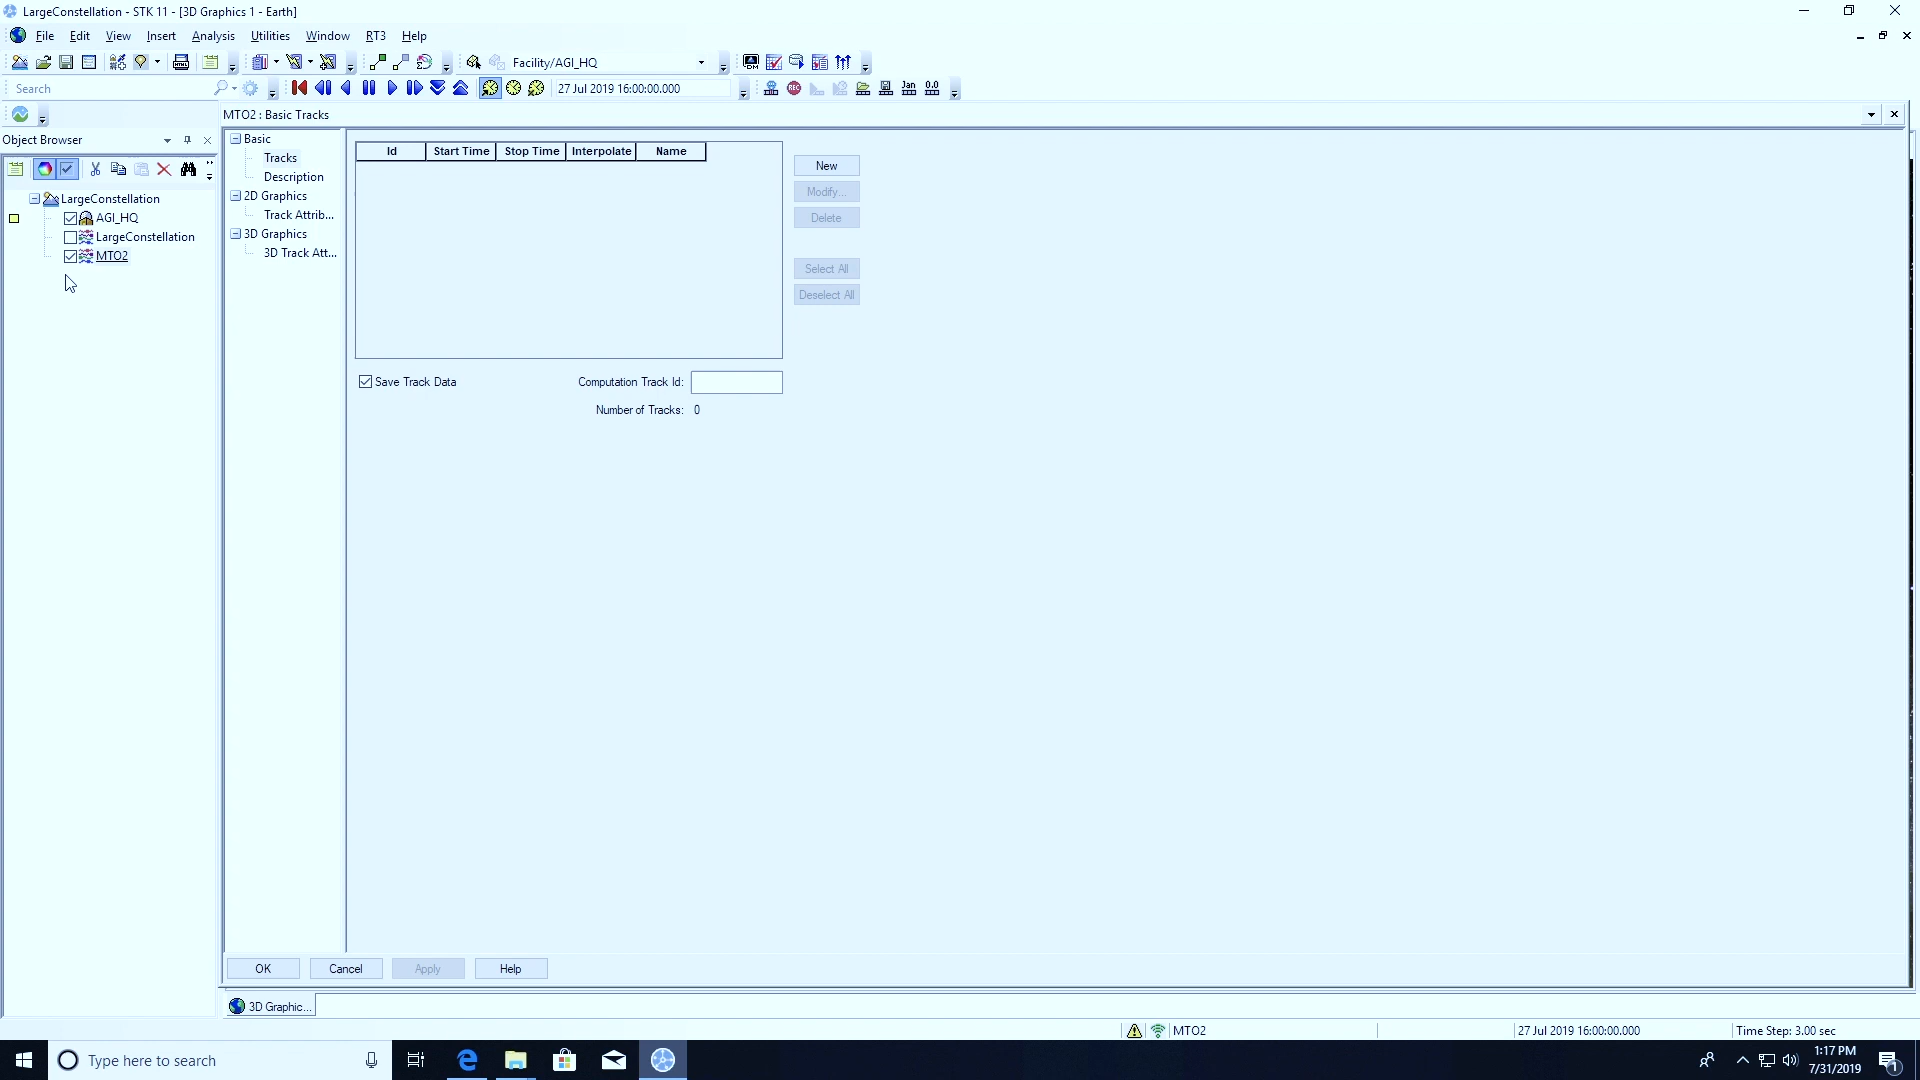 LargeConstellation - STK 11 - [3D Graphics 1 - Earth]
File Edit View Insert Analysis Utilities Window RT3 Help
Facility/AGI_HQ
Search
27 Jul 2019 16:00:00.000
REC
Jan
0.0
MTO2 : Basic Tracks
Object Browser
LargeConstellation
AGI_HQ
LargeConstellation
MTO2
Basic
Tracks
Description
2D Graphics
Track Attrib...
3D Graphics
3D Track Att...
Id Start Time Stop Time Interpolate Name
New
Modify...
Delete
Select All
Deselect All
Save Track Data
Computation Track Id:
Number of Tracks: 0
OK Cancel Apply Help
3D Graphic...
MTO2
27 Jul 2019 16:00:00.000
Time Step: 3.00 sec
Type here to search
1:17 PM
7/31/2019
1